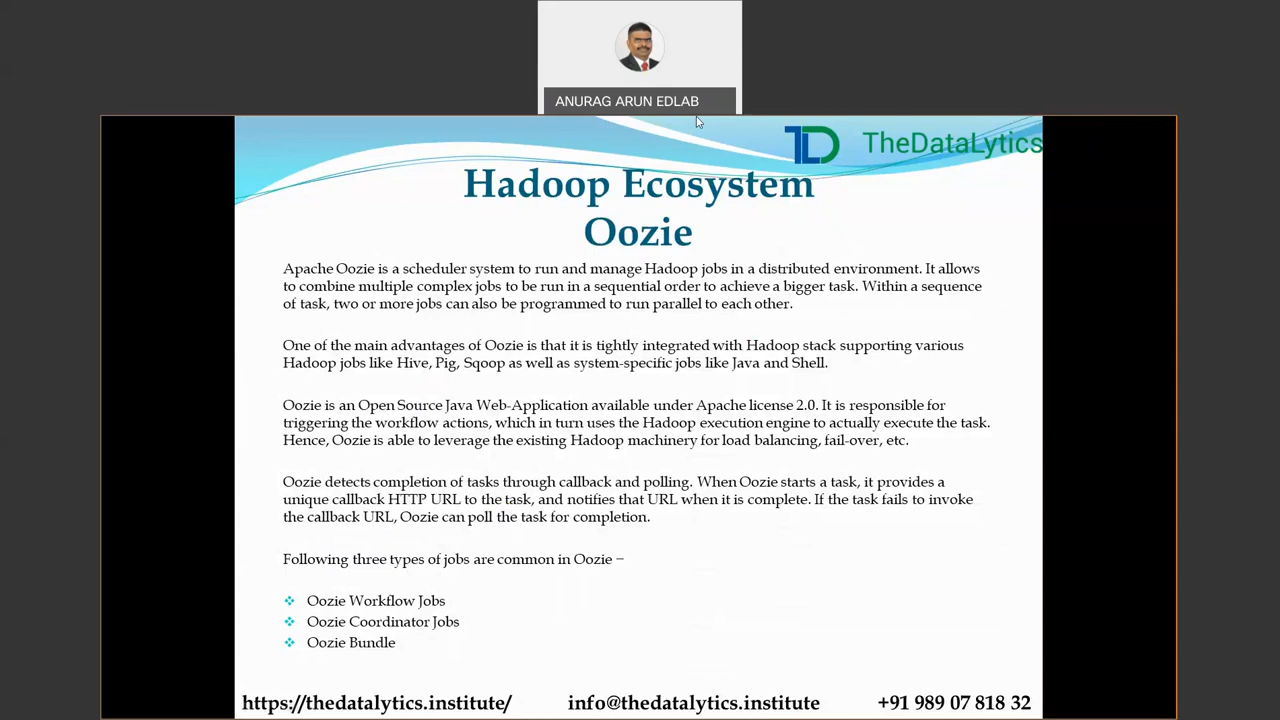 ANURAG ARUN EDLAB
TheDataLytics
Hadoop Ecosystem
Oozie
Apache Oozie is a scheduler system to run and manage Hadoop jobs in a distributed environment. It allows
to combine multiple complex jobs to be run in a sequential order to achieve a bigger task. Within a sequence
of task, two or more jobs can also be programmed to run parallel to each other.
One of the main advantages of Oozie is that it is tightly integrated with Hadoop stack supporting various
Hadoop jobs like Hive, Pig, Sqoop as well as system-specific jobs like Java and Shell.
Oozie is an Open Source Java Web-Application available under Apache license 2.0. It is responsible for
triggering the workflow actions, which in turn uses the Hadoop execution engine to actually execute the task.
Hence, Oozie is able to leverage the existing Hadoop machinery for load balancing, fail-over, etc.
Oozie detects completion of tasks through callback and polling. When Oozie starts a task, it provides a
unique callback HTTP URL to the task, and notifies that URL when it is complete. If the task fails to invoke
the callback URL, Oozie can poll the task for completion.
Following three types of jobs are common in Oozie −
❖ Oozie Workflow Jobs
❖ Oozie Coordinator Jobs
❖ Oozie Bundle
https://thedatalytics.institute/ info@thedatalytics.institute +91 989 07 818 32